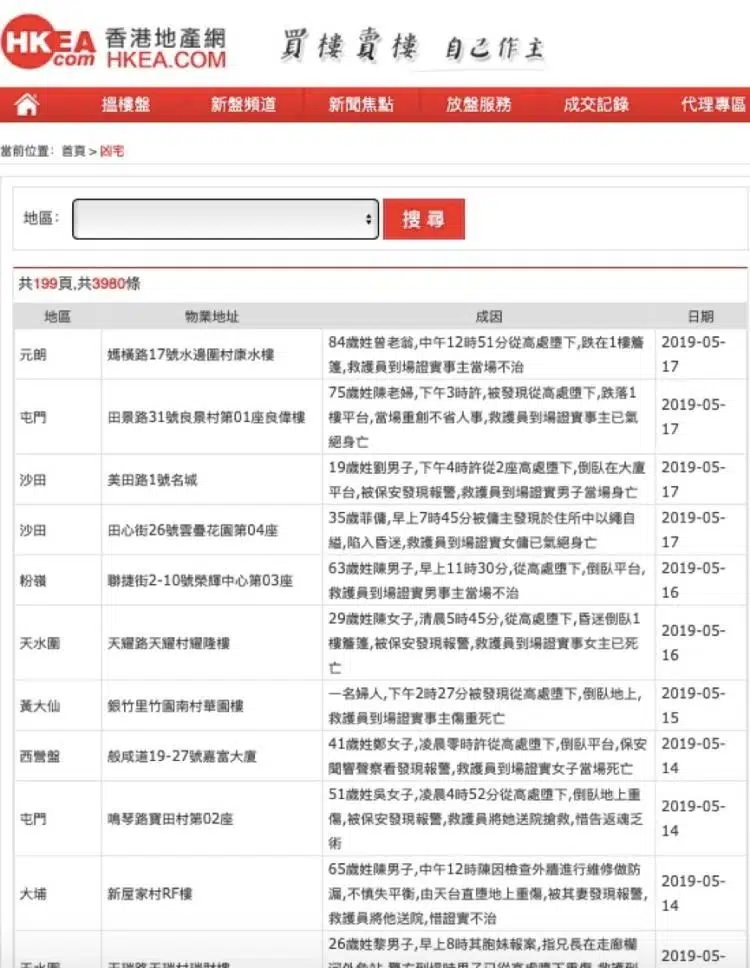 HKEA.com 香港地產網 HKEA.COM
買樓賣樓 自己作主
搵樓盤 新盤頻道 新聞焦點 放盤服務 成交記錄 代理專區
當前位置: 首頁 > 凶宅
地區: 搜尋
共199頁,共3980條
地區 物業地址 成因 日期
元朗 媽橫路17號水邊圍村康水樓 84歲姓曾老翁,中午12時51分從高處墮下,跌在1樓簷 2019-05-
篷,救護員到場證實事主當場不治 17
屯門 田景路31號良景村第01座良偉樓 75歲姓陳老婦,下午3時許,被發現從高處墮下,跌落1 2019-05-
樓平台,當場重創不省人事,救護員到場證實事主已氣 17
絕身亡
沙田 美田路1號名城 19歲姓劉男子,下午4時許從2座高處墮下,倒臥在大廈 2019-05-
平台,被保安發現報警,救護員到場證實男子當場身亡 17
沙田 田心街26號雲疊花園第04座 35歲菲傭,早上7時45分被傭主發現於住所中以繩自 2019-05-
縊,陷入昏迷,救護員到場證實女傭已氣絕身亡 17
粉嶺 聯捷街2-10號榮輝中心第03座 63歲姓陳男子,早上11時30分,從高處墮下,倒臥平台, 2019-05-
救護員到場證實男事主當場不治 16
天水圍 天耀路天耀村耀隆樓 29歲姓陳女子,清晨5時45分,從高處墮下,昏迷倒臥1 2019-05-
樓簷篷,被保安發現報警,救護員到場證實事女主已死 16
亡
黃大仙 銀竹里竹園南村華園樓 一名婦人,下午2時27分被發現從高處墮下,倒臥地上, 2019-05-
救護員到場證實事主傷重死亡 15
西營盤 般咸道19-27號嘉富大廈 41歲姓鄭女子,凌晨零時許從高處墮下,倒臥平台,保安 2019-05-
聞響聲察看發現報警,救護員到場證實女子當場死亡 14
屯門 鳴琴路寶田村第02座 51歲姓吳女子,凌晨4時52分從高處墮下,倒臥地上重 2019-05-
傷,被保安發現報警,救護員將她送院搶救,惜告返魂乏 14
術
大埔 新屋家村RF樓 65歲姓陳男子,中午12時陳因檢查外牆進行維修做防 2019-05-
漏,不慎失平衡,由天台直墮地上重傷,被其妻發現報警, 14
救護員將他送院,惜證實不治
天水圍 天瑞路天瑞村瑞財樓 26歲姓黎男子,早上8時其胞妹報案,指兄長在走廊欄 2019-05-